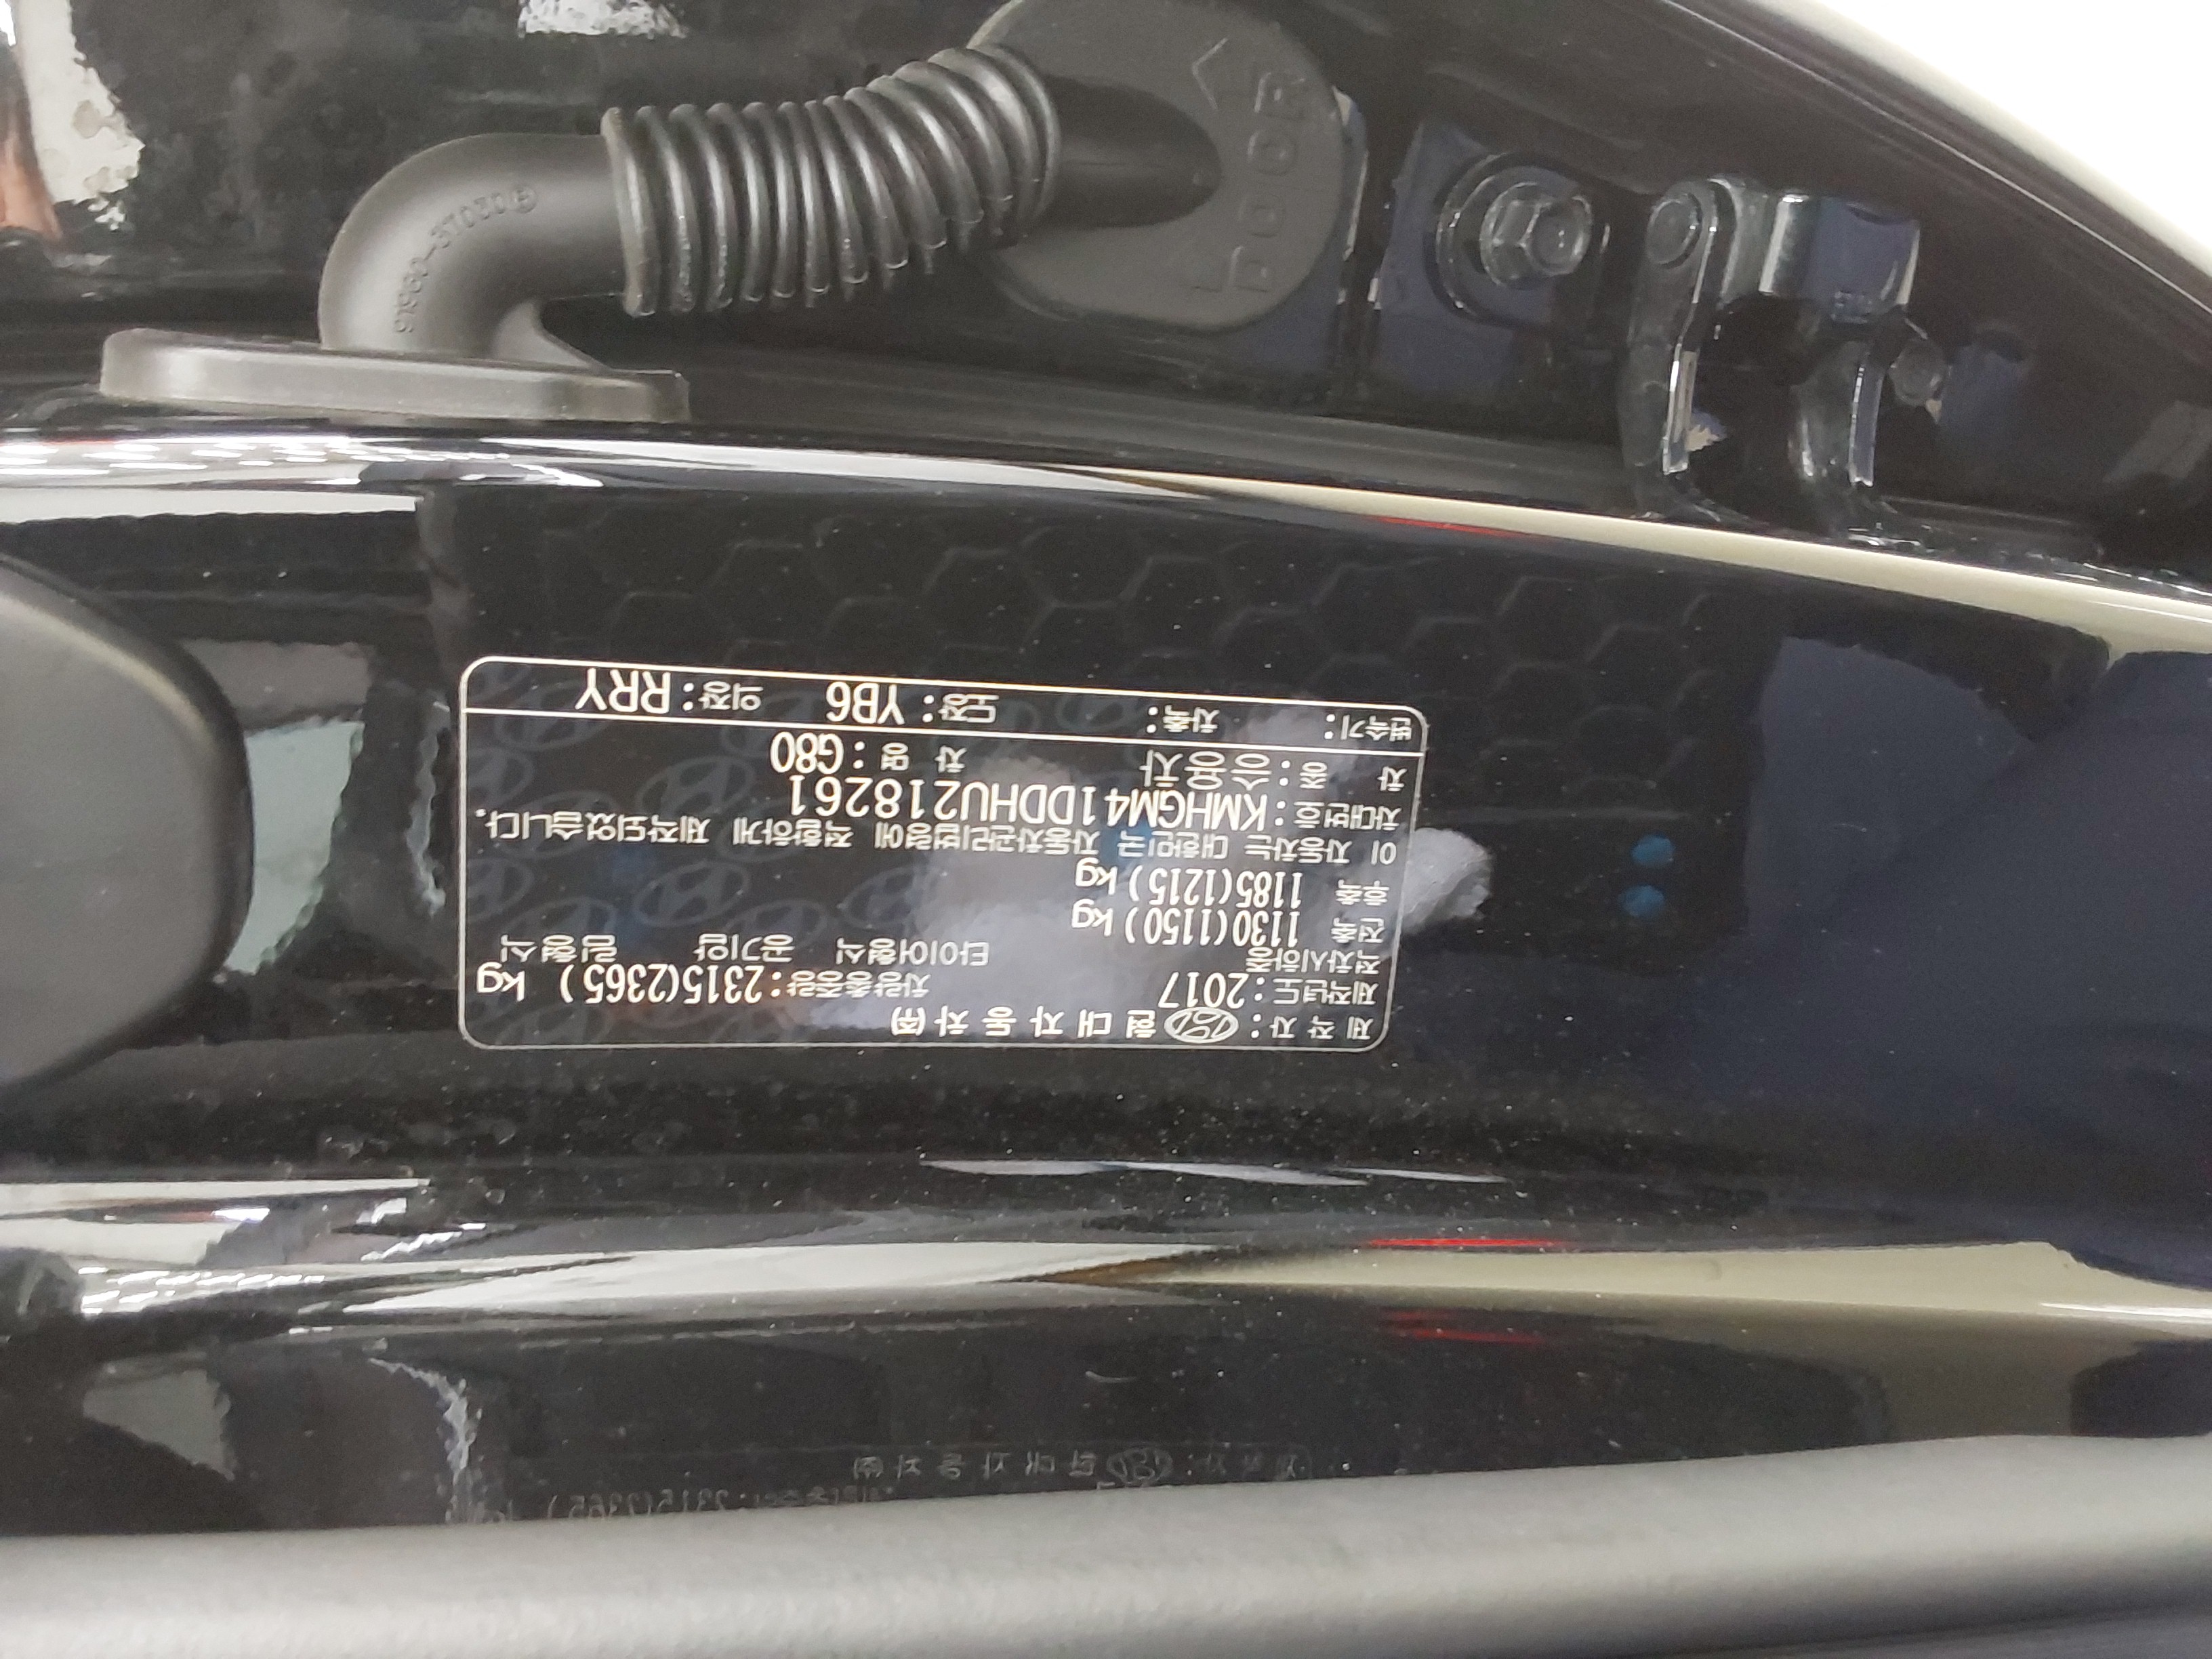 제 작 자 : 현 대 자 동 차 ㈜
제작년도 : 2017 차량총중량 : 2315(2365) kg
적차시하중 타이어형식 공기압 림형식
전축 1130(1150) kg
후축 1185(1215) kg
이 자동차는 대한민국 자동차관리법령에 적합하게 제작되었습니다.
차대번호 : KMHGM41DDHU218261
차 종 : 승용차 차 명 : G80
변속기 : 차축 : 도장 : YB6 의장 : RRY
DOOR